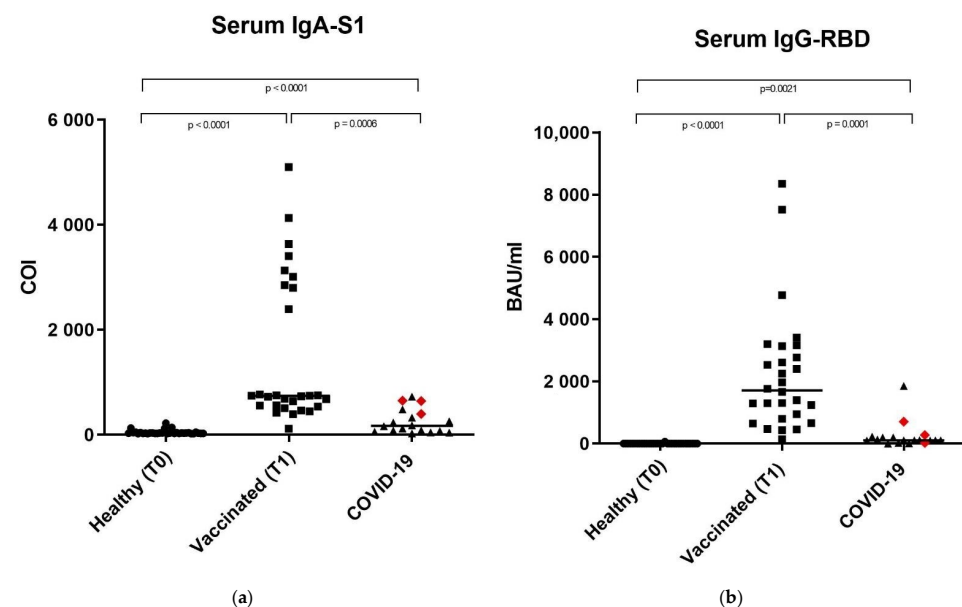 Serum IgA-S1
p < 0.0001
p < 0.0001
p = 0.0006
6 000
4 000
2 000
0
COI
Healthy (T0)
Vaccinated (T1)
COVID-19
(a)
Serum IgG-RBD
p=0.0021
p < 0.0001
p = 0.0001
10,000
8 000
6 000
4 000
2 000
0
BAU/ml
Healthy (T0)
Vaccinated (T1)
COVID-19
(b)